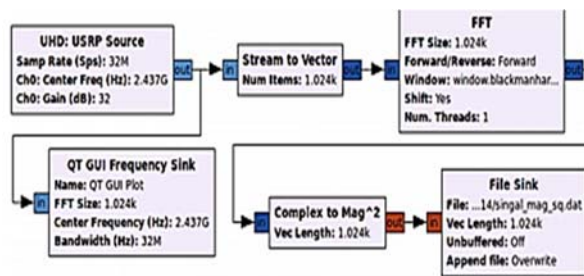 UHD: USRP Source
Samp Rate (Sps): 32M
Ch0: Center Freq (Hz): 2.437G
Ch0: Gain (dB): 32
out
in
Stream to Vector
Num Items: 1.024k
out
in
FFT
FFT Size: 1.024k
Forward/Reverse: Forward
Window: window.blackmanhar...
Shift: Yes
Num. Threads: 1
out
in
QT GUI Frequency Sink
Name: QT GUI Plot
FFT Size: 1.024k
Center Frequency (Hz): 2.437G
Bandwidth (Hz): 32M
in
Complex to Mag^2
Vec Length: 1.024k
out
in
File Sink
File: ...14/singal_mag_sq.dat
Vec Length: 1.024k
Unbuffered: Off
Append file: Overwrite